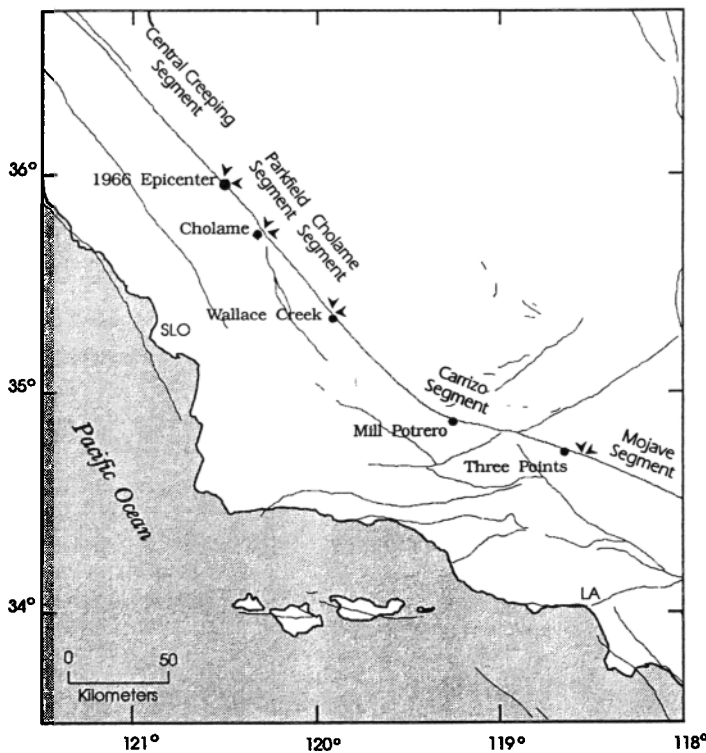 Central Creeping
Segment
Parkfield Cholame
Segment Segment
36°
1966 Epicenter
Cholame
Wallace Creek
SLO
35°
Carrizo
Segment
Mill Potrero
Mojave
Segment
Three Points
Pacific Ocean
34°
LA
0 50
Kilometers
121° 120° 119° 118°